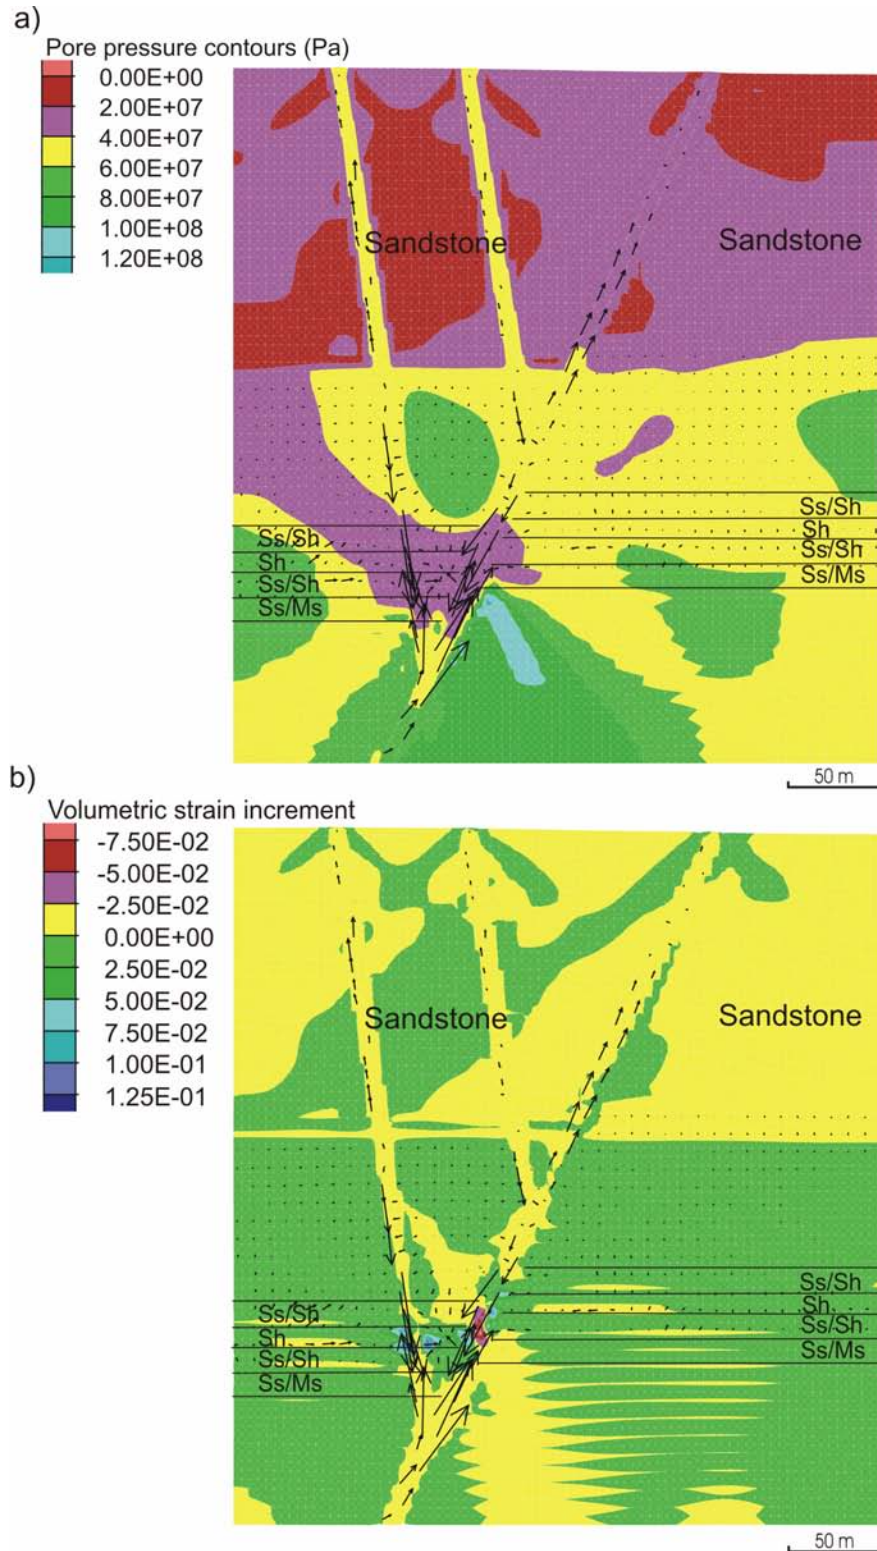 a)
Pore pressure contours (Pa)
0.00E+00
2.00E+07
4.00E+07
6.00E+07
8.00E+07
1.00E+08
1.20E+08
Sandstone
Sandstone
Ss/Sh
Sh
Ss/Sh
Ss/Ms
Ss/Sh
Sh
Ss/Sh
Ss/Ms
50 m
b)
Volumetric strain increment
-7.50E-02
-5.00E-02
-2.50E-02
0.00E+00
2.50E-02
5.00E-02
7.50E-02
1.00E-01
1.25E-01
Sandstone
Sandstone
Ss/Sh
Sh
Ss/Sh
Ss/Ms
Ss/Sh
Sh
Ss/Sh
Ss/Ms
50 m